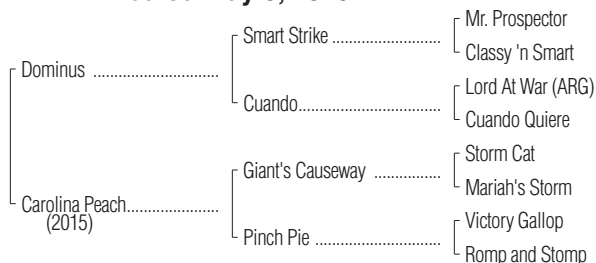 Mr. Prospector
Smart Strike ..............................
Classy 'n Smart
Dominus ..................................
Lord At War (ARG)
Cuando.......................................
Cuando Quiere
Storm Cat
Giant's Causeway ..................
Mariah's Storm
Carolina Peach.........................
(2015)
Victory Gallop
Pinch Pie ..................................
Romp and Stomp